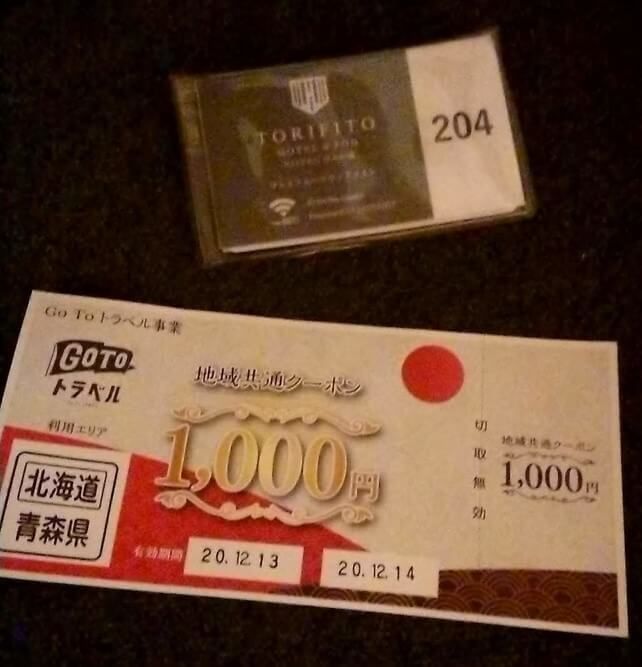 TORIFITO
204
Go Toトラベル事業
GOTO
トラベル
地域共通クーポン
利用エリア
北海道
青森県
1,000円
有効期間
20.12.13
20.12.14
切取無効
地域共通クーポン
1,000円